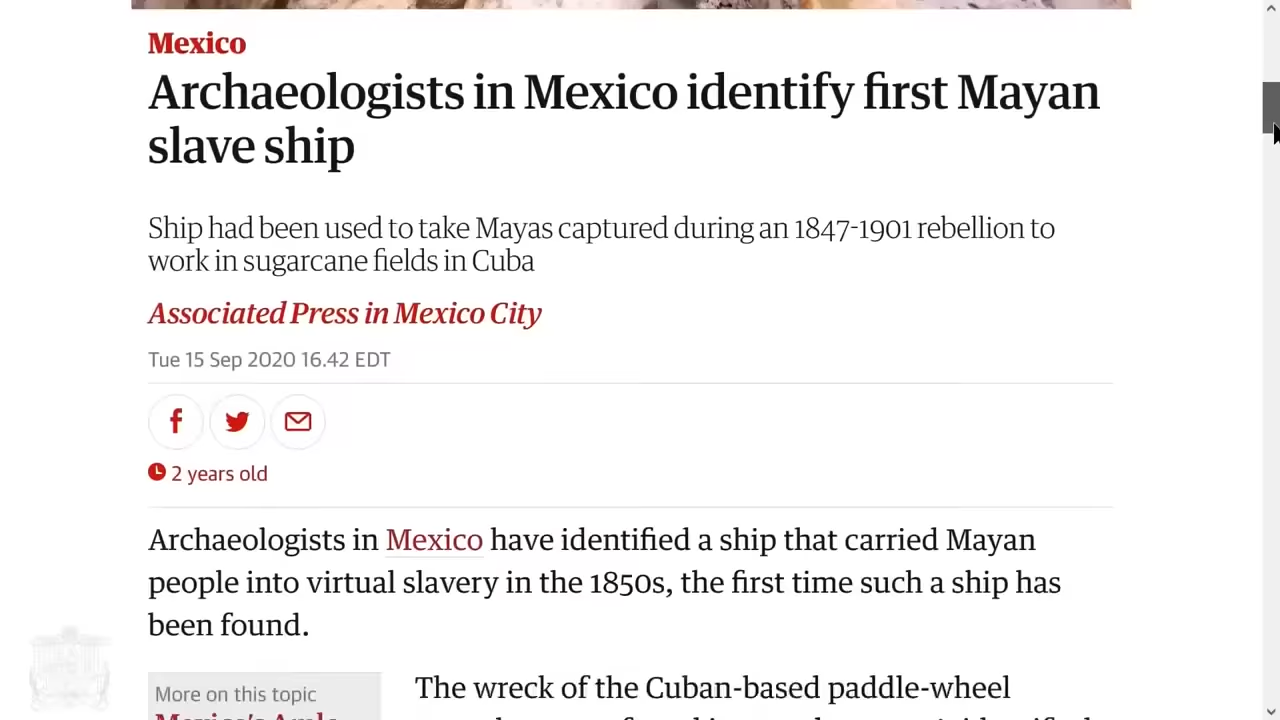 Mexico
Archaeologists in Mexico identify first Mayan
slave ship
Ship had been used to take Mayas captured during an 1847-1901 rebellion to
work in sugarcane fields in Cuba
Associated Press in Mexico City
Tue 15 Sep 2020 16.42 EDT
2 years old
Archaeologists in Mexico have identified a ship that carried Mayan
people into virtual slavery in the 1850s, the first time such a ship has
been found.
More on this topic
The wreck of the Cuban-based paddle-wheel